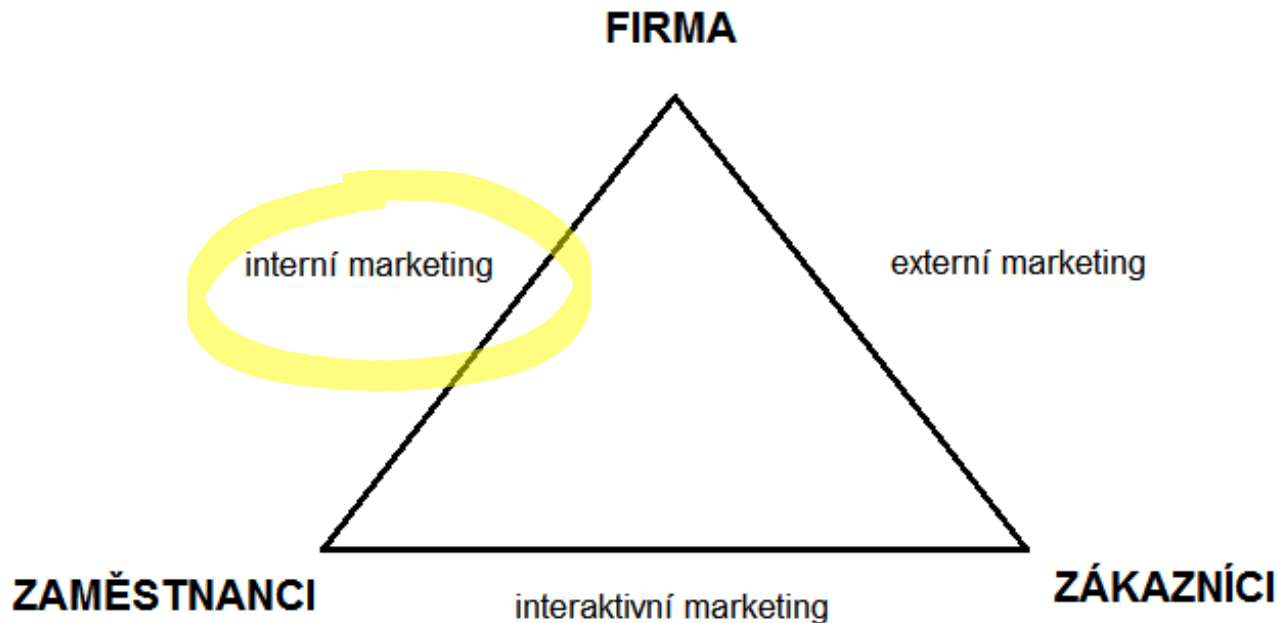 FIRMA
interní marketing
externí marketing
ZAMĚSTNANCI
ZÁKAZNÍCI
interaktivní marketing